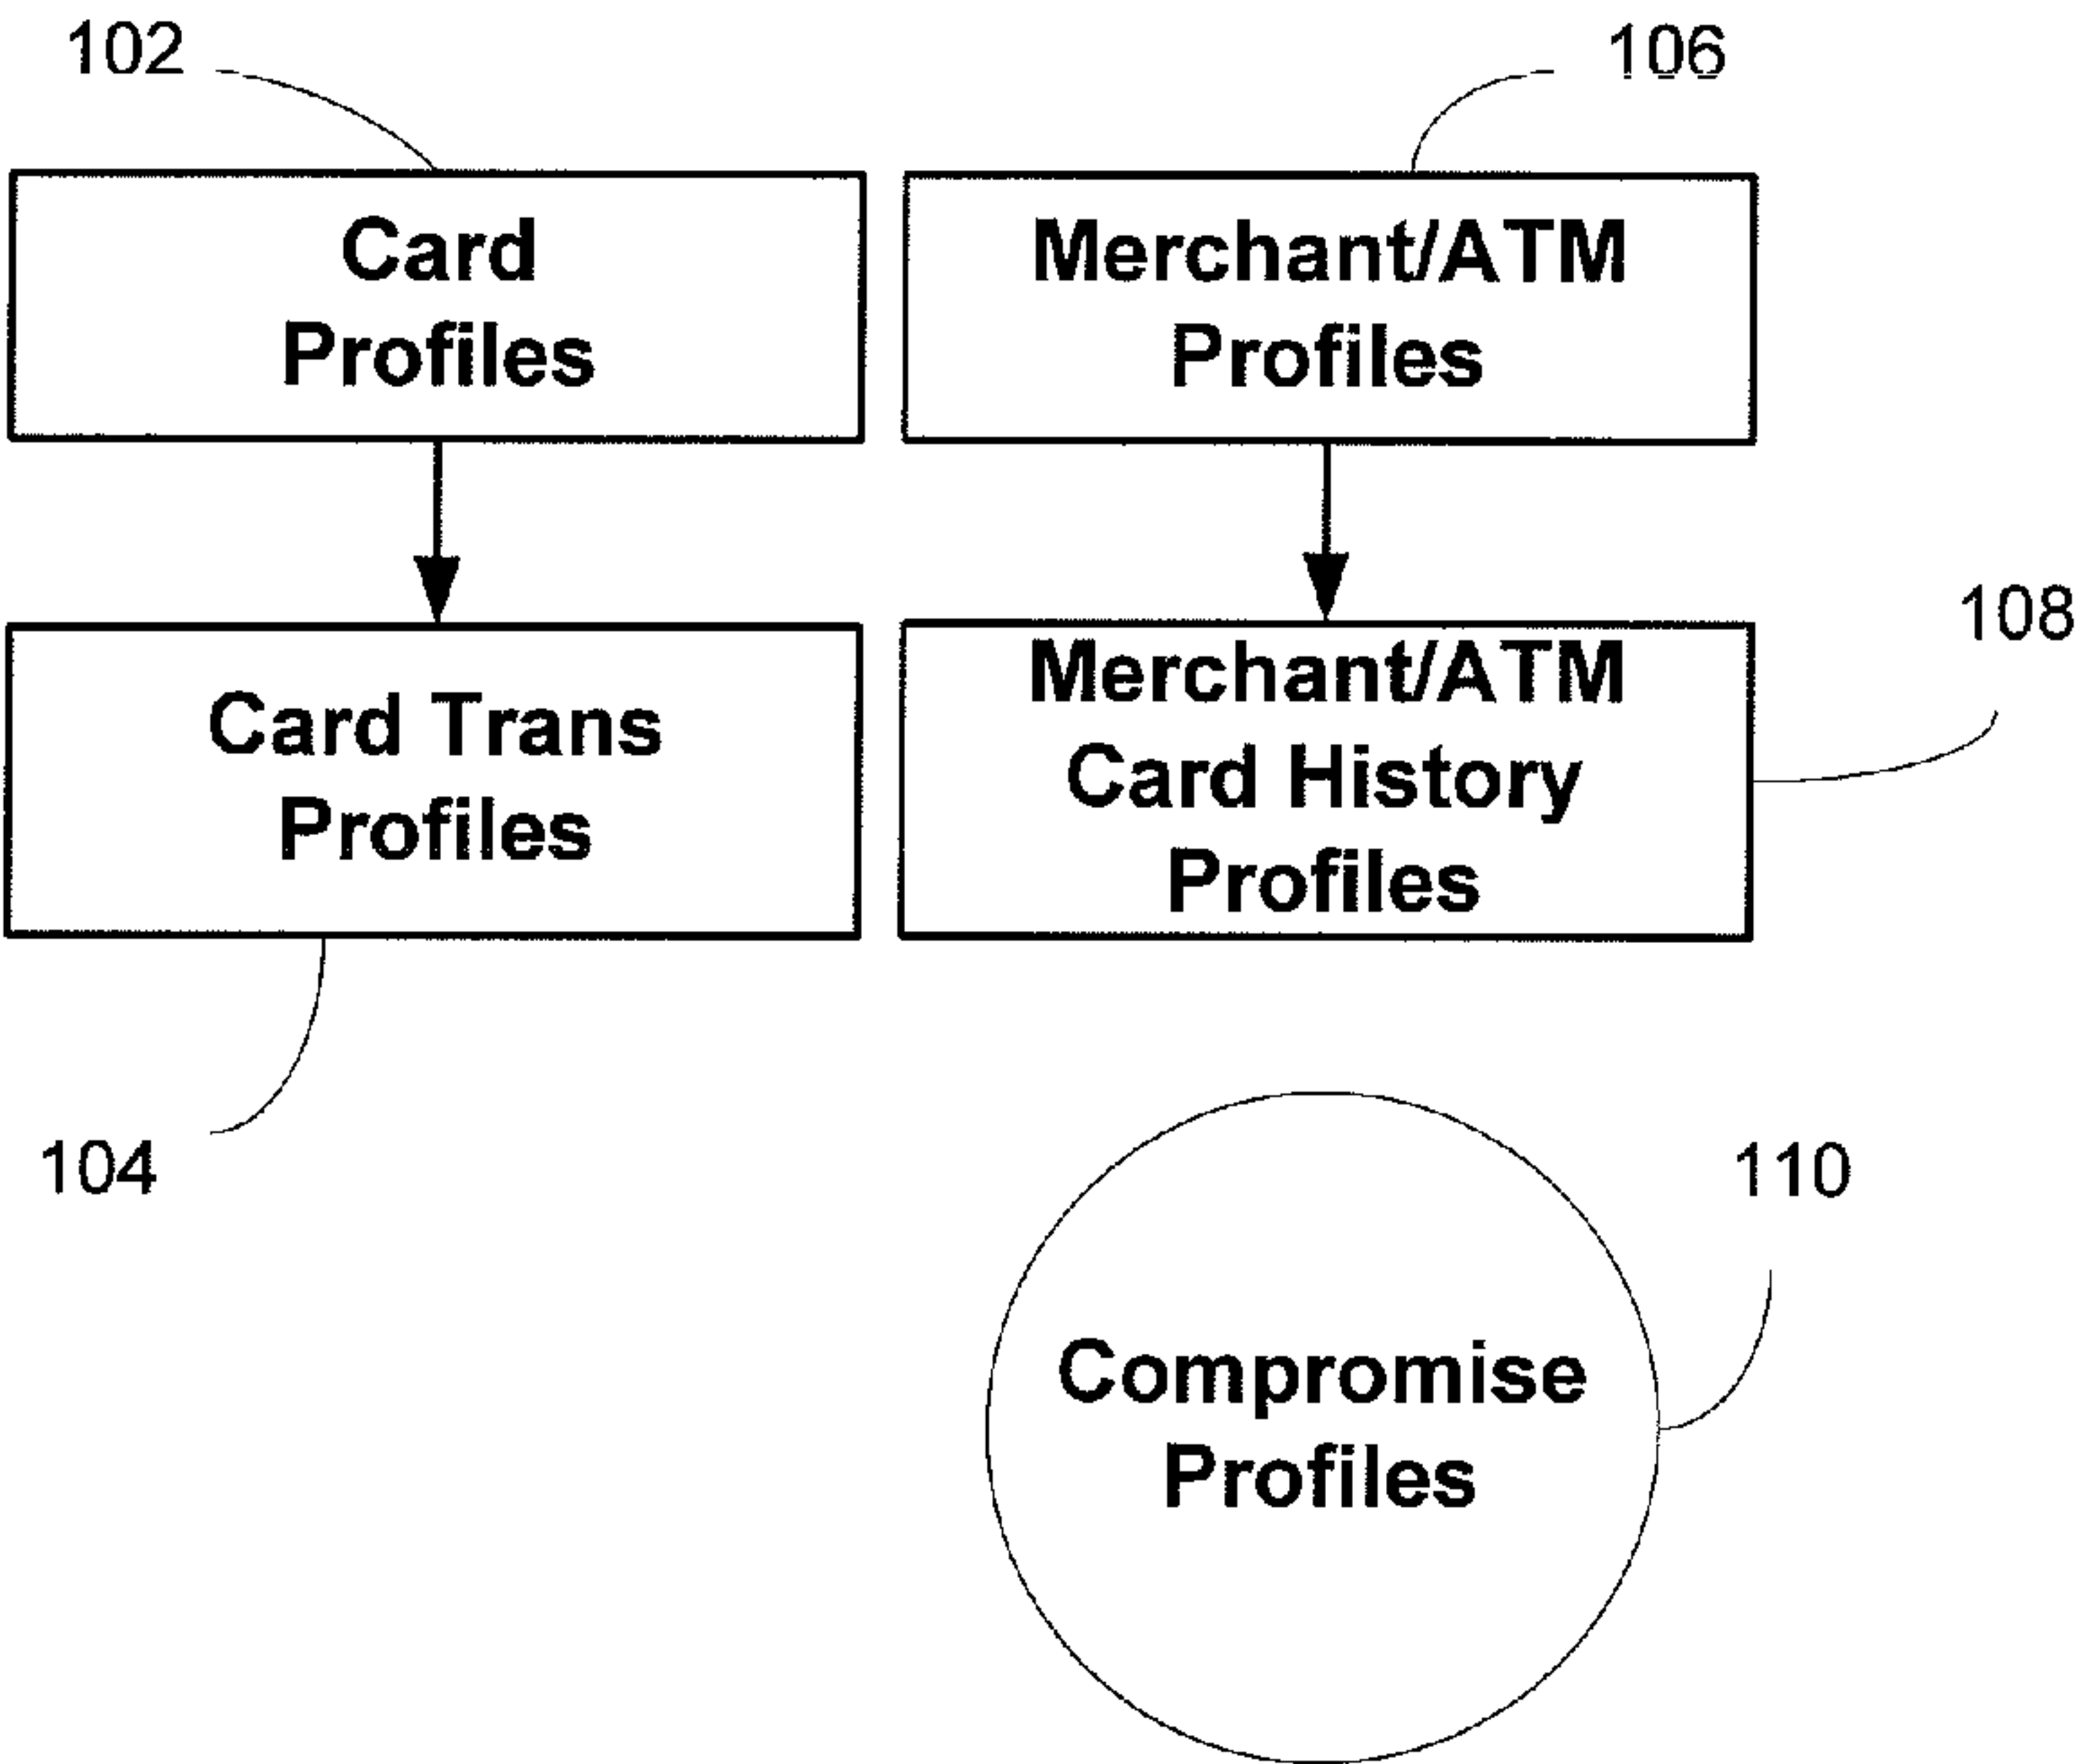 102
106
Card
Profiles
Merchant/ATM
Profiles
108
Card Trans
Profiles
Merchant/ATM
Card History
Profiles
104
110
Compromise
Profiles